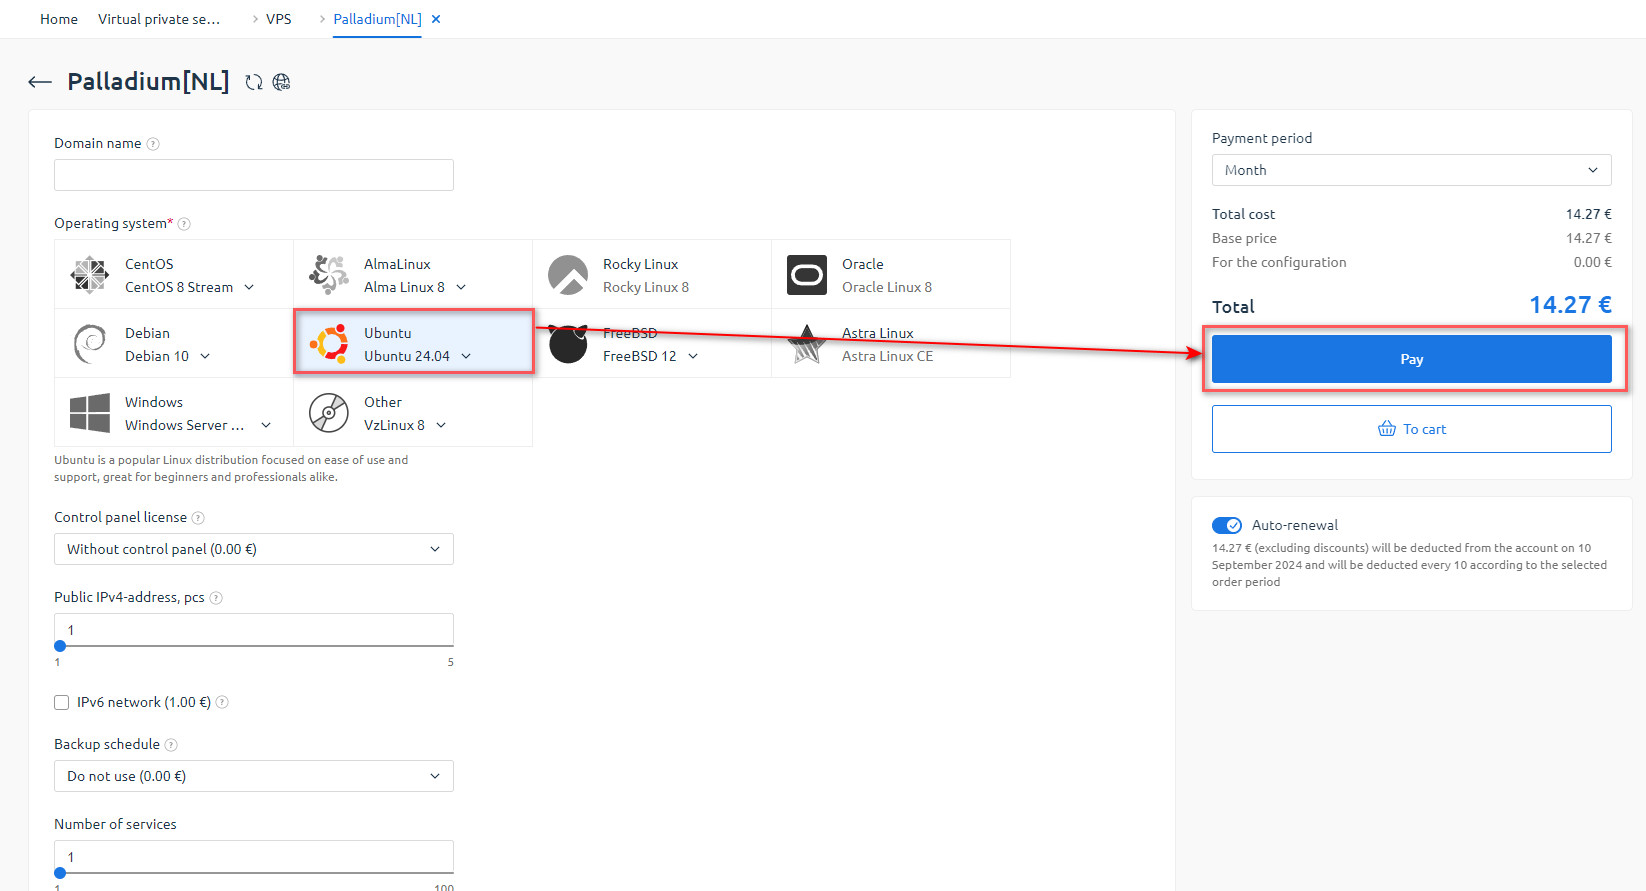 Home Virtual private se... VPS Palladium[NL]
Palladium[NL]
Domain name
Operating system*
CentOS
CentOS 8 Stream
AlmaLinux
Alma Linux 8
Rocky Linux
Rocky Linux 8
Oracle
Oracle Linux 8
Debian
Debian 10
Ubuntu
Ubuntu 24.04
FreeBSD
FreeBSD 12
Astra Linux
Astra Linux CE
Windows
Windows Server ...
Other
VzLinux 8
Ubuntu is a popular Linux distribution focused on ease of use and
support, great for beginners and professionals alike.
Control panel license
Without control panel (0.00 €)
Public IPv4-address, pcs
1
1 5
IPv6 network (1.00 €)
Backup schedule
Do not use (0.00 €)
Number of services
1
1 100
Payment period
Month
Total cost 14.27 €
Base price 14.27 €
For the configuration 0.00 €
Total 14.27 €
Pay
To cart
Auto-renewal
14.27 € (excluding discounts) will be deducted from the account on 10
September 2024 and will be deducted every 10 according to the selected
order period